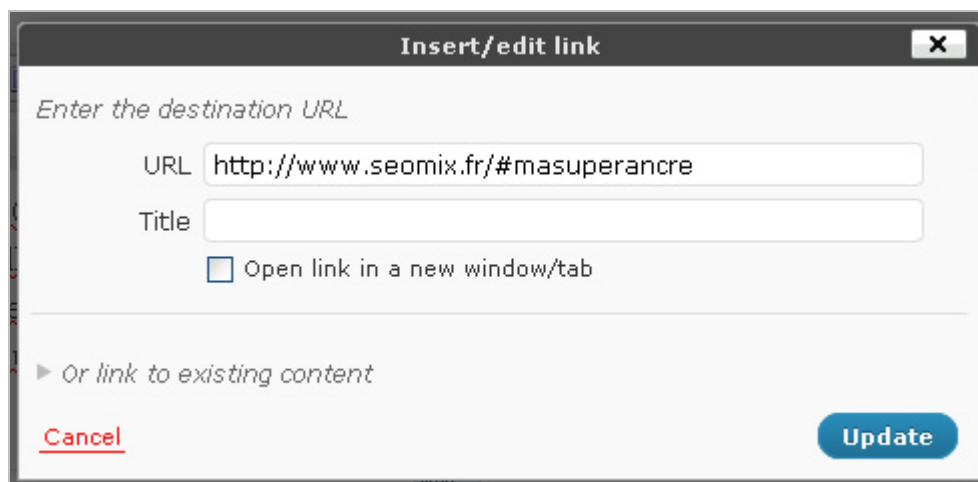 Insert/edit link
Enter the destination URL
URL http://www.seomix.fr/#masuperancre
Title
Open link in a new window/tab
Or link to existing content
Cancel Update